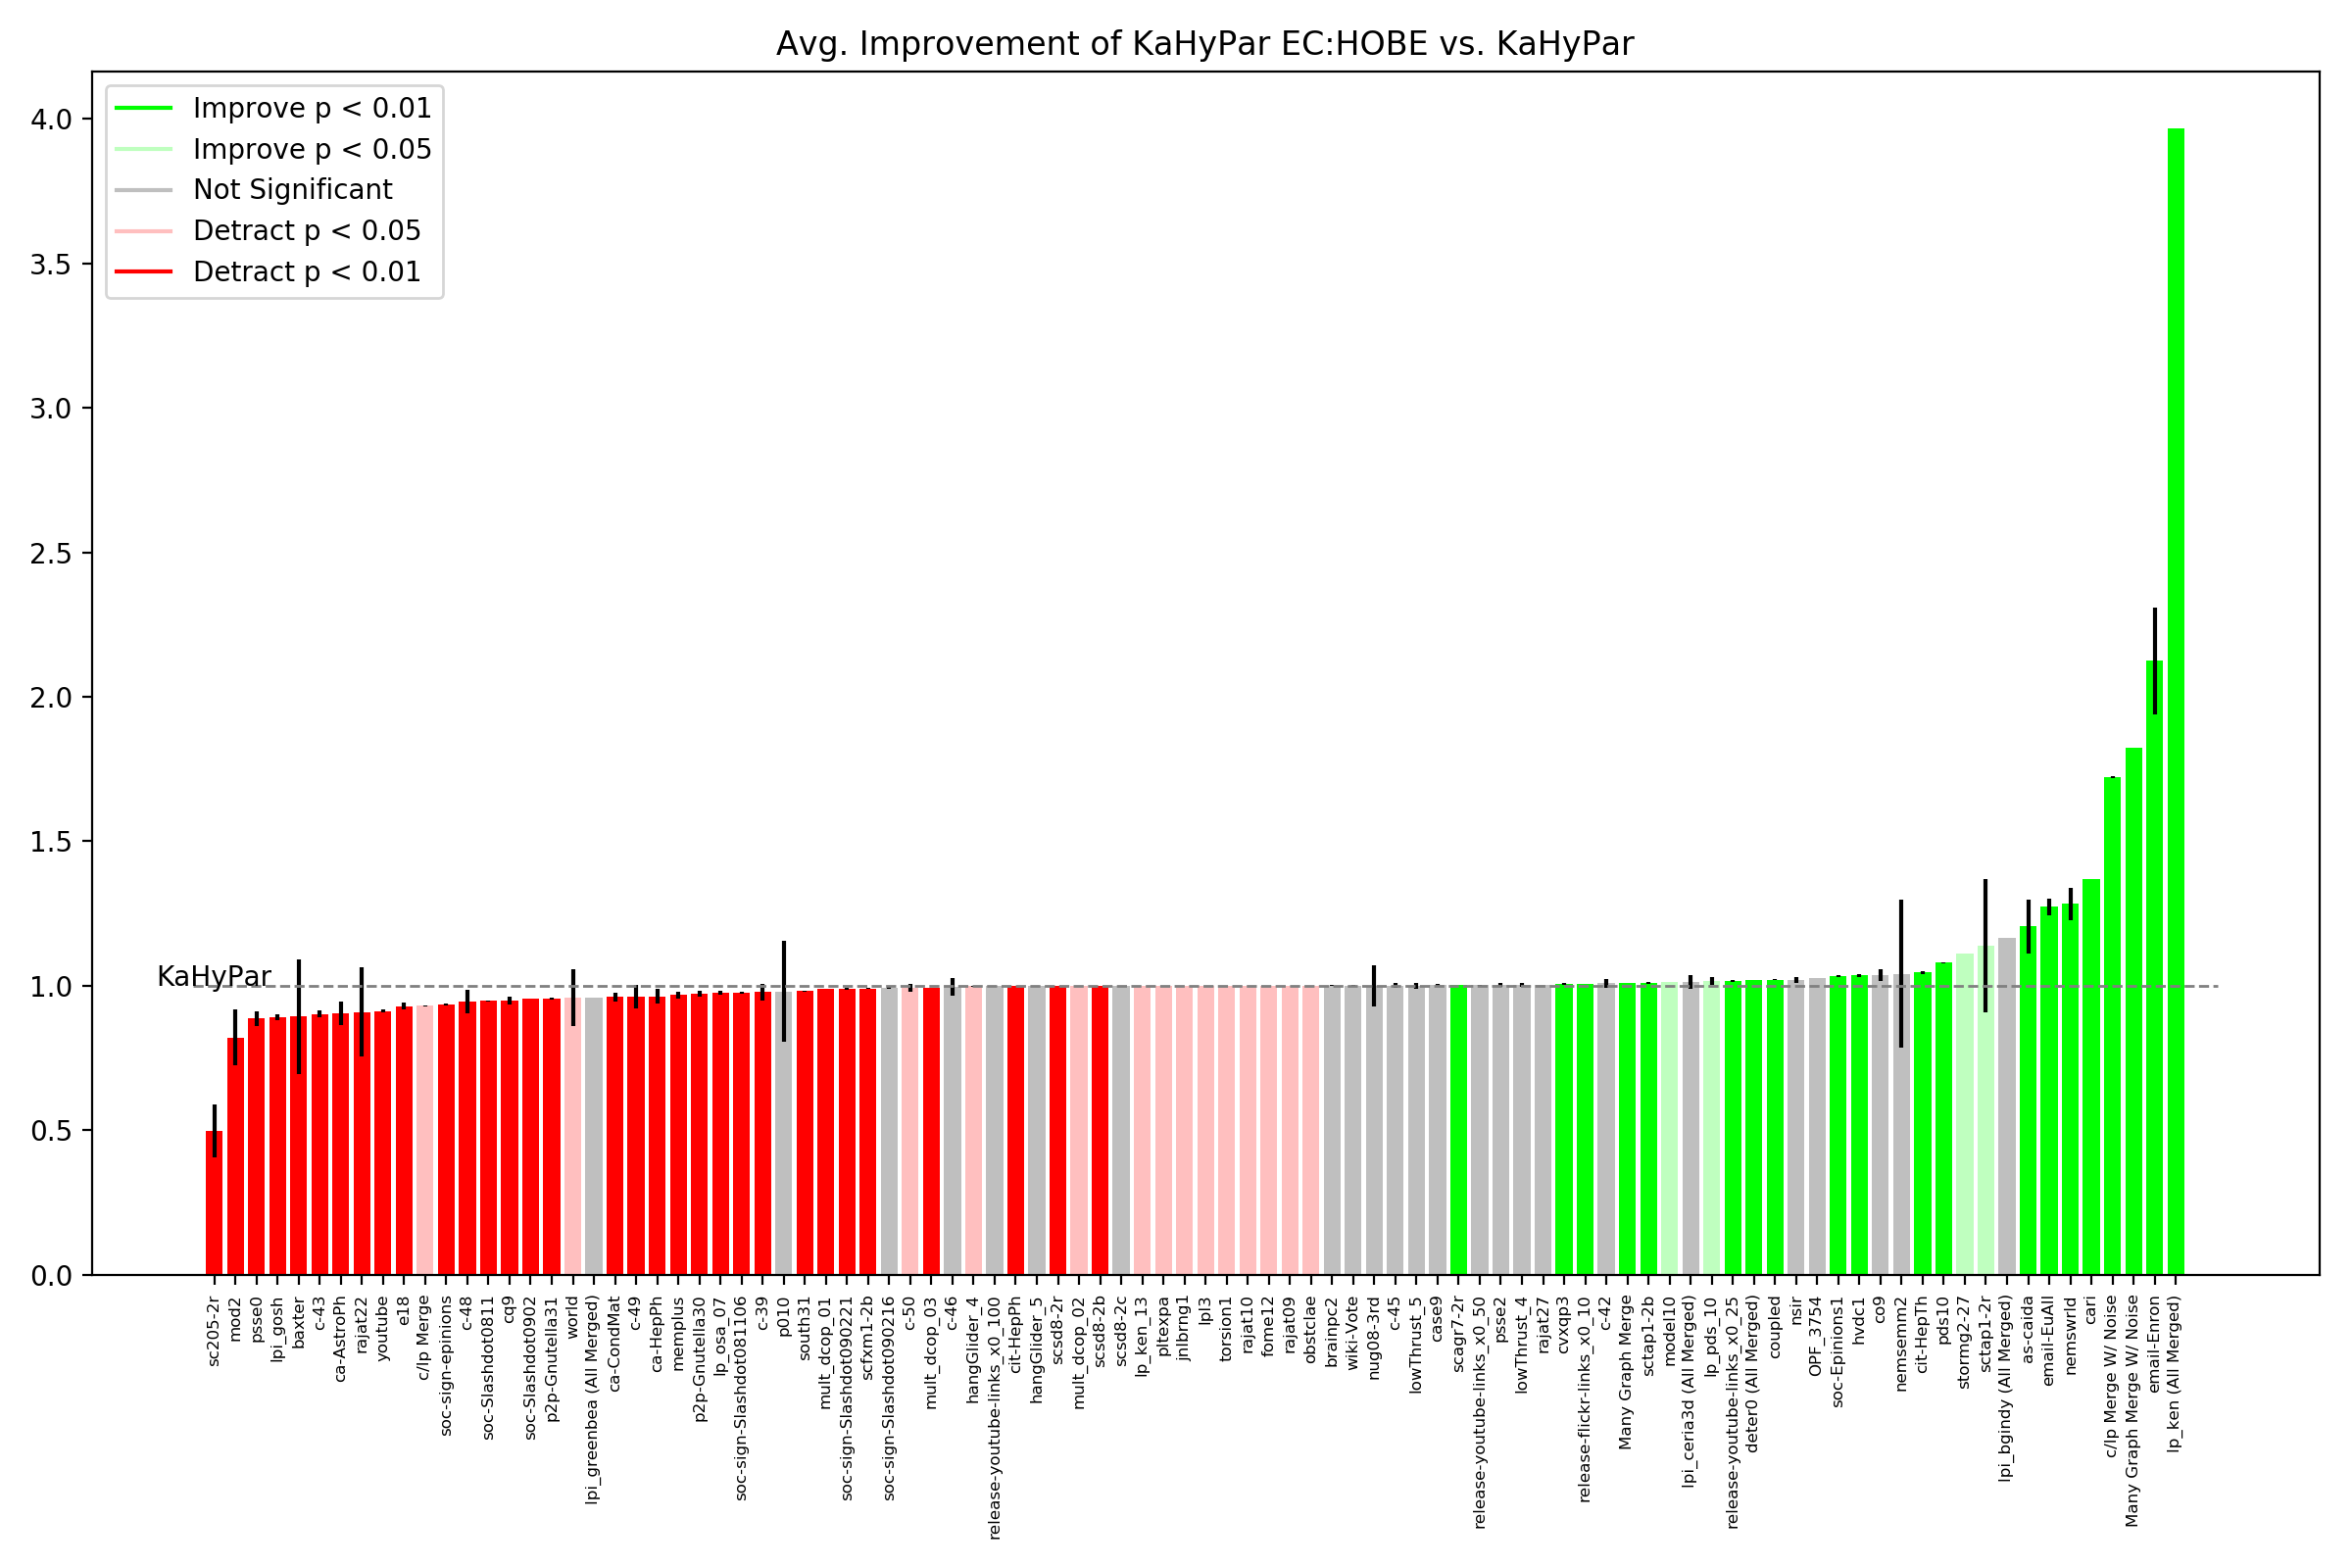 Avg. Improvement of KaHyPar EC:HOBE vs. KaHyPar
Improve p < 0.01
Improve p < 0.05
Not Significant
Detract p < 0.05
Detract p < 0.01
4.0
3.5
3.0
2.5
2.0
1.5
1.0
0.5
0.0
KaHyPar
sc205-2r
mod2
psse0
lpi_gosh
baxter
c-43
ca-AstroPh
rajat22
youtube
e18
c/lp Merge
soc-sign-epinions
c-48
soc-Slashdot0811
cq9
soc-Slashdot0902
p2p-Gnutella31
world
lpi_greenbea (All Merged)
ca-CondMat
c-49
ca-HepPh
memplus
p2p-Gnutella30
lp_osa_07
soc-sign-Slashdot081106
c-39
p010
south31
mult_dcop_01
soc-sign-Slashdot090221
scfxm1-2b
soc-sign-Slashdot090216
c-50
mult_dcop_03
c-46
hangGlider_4
release-youtube-links_x0_100
cit-HepPh
hangGlider_5
scsd8-2r
mult_dcop_02
scsd8-2b
scsd8-2c
lp_ken_13
pltexpa
jnlbrng1
lpl3
torsion1
rajat10
fome12
rajat09
obstclae
brainpc2
wiki-Vote
nug08-3rd
c-45
lowThrust_5
case9
scagr7-2r
release-youtube-links_x0_50
psse2
lowThrust_4
rajat27
cvxqp3
release-flickr-links_x0_10
c-42
Many Graph Merge
sctap1-2b
model10
lpi_ceria3d (All Merged)
lp_pds_10
release-youtube-links_x0_25
deter0 (All Merged)
coupled
nsir
OPF_3754
soc-Epinions1
hvdc1
co9
nemsemm2
cit-HepTh
pds10
stormg2-27
sctap1-2r
lpi_bgindy (All Merged)
as-caida
email-EuAll
nemswrld
cari
c/lp Merge W/ Noise
Many Graph Merge W/ Noise
email-Enron
lp_ken (All Merged)